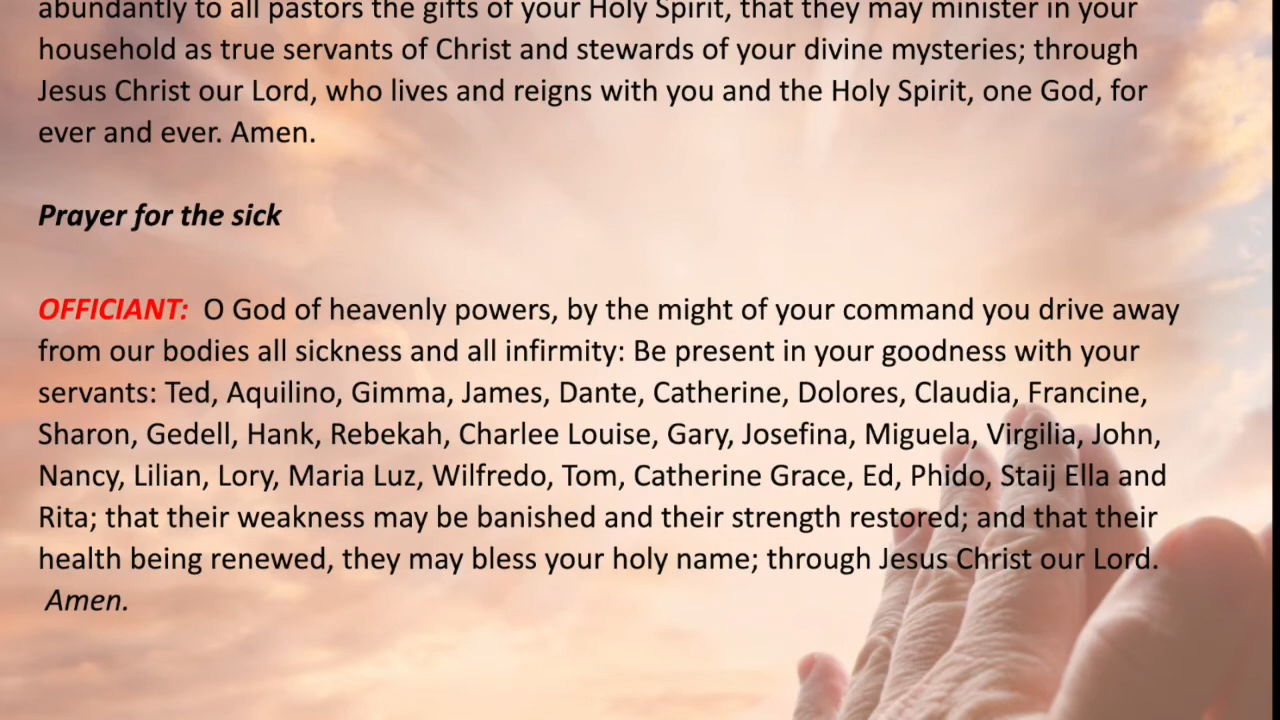 abundantly to all pastors the gifts of your Holy Spirit, that they may minister in your
household as true servants of Christ and stewards of your divine mysteries; through
Jesus Christ our Lord, who lives and reigns with you and the Holy Spirit, one God, for
ever and ever. Amen.
Prayer for the sick
OFFICIANT: O God of heavenly powers, by the might of your command you drive away
from our bodies all sickness and all infirmity: Be present in your goodness with your
servants: Ted, Aquilino, Gimma, James, Dante, Catherine, Dolores, Claudia, Francine,
Sharon, Gedell, Hank, Rebekah, Charlee Louise, Gary, Josefina, Miguela, Virgilia, John,
Nancy, Lilian, Lory, Maria Luz, Wilfredo, Tom, Catherine Grace, Ed, Phido, Staij Ella and
Rita; that their weakness may be banished and their strength restored; and that their
health being renewed, they may bless your holy name; through Jesus Christ our Lord.
Amen.